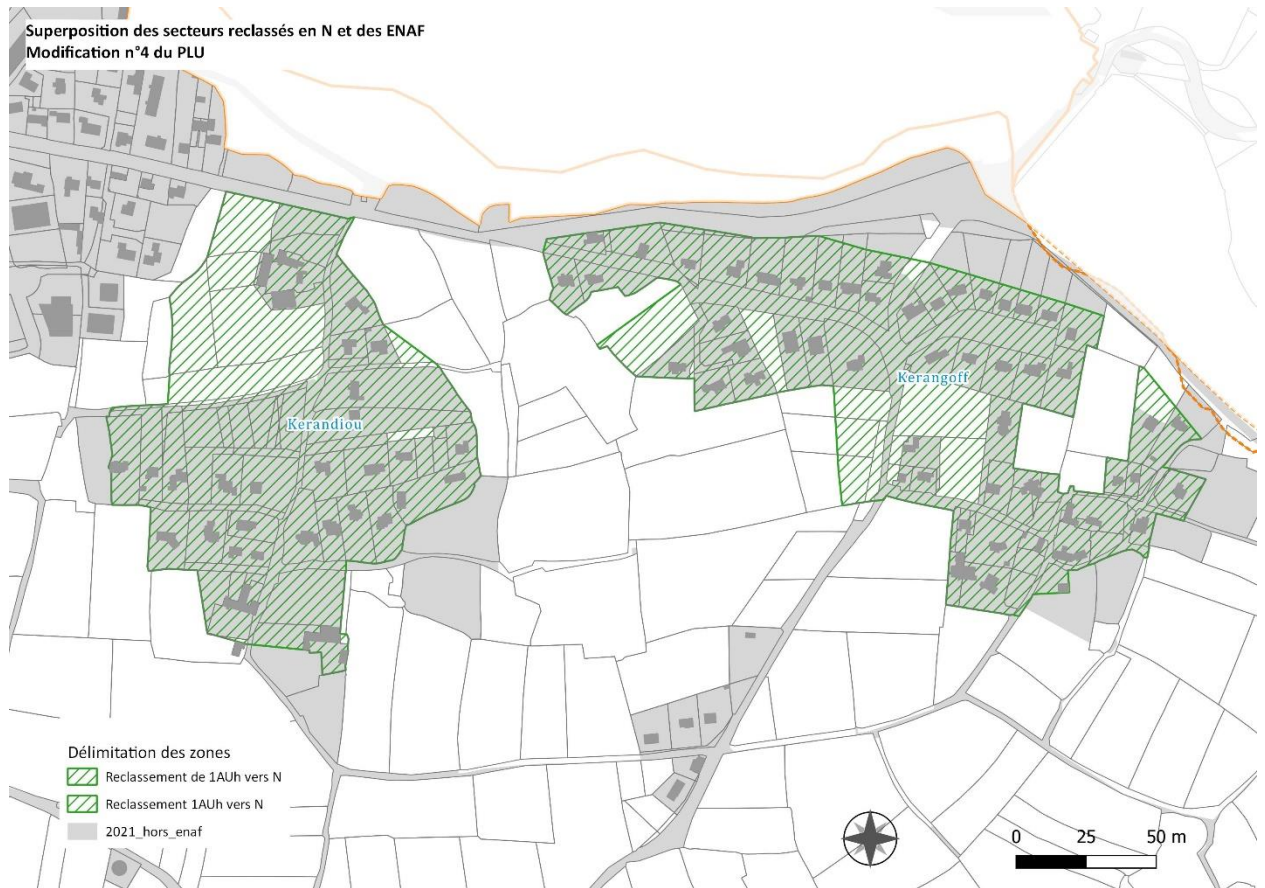 Superposition des secteurs reclassés en N et des ENAF
Modification n°4 du PLU
Kerangoff
Kerandiou
Délimitation des zones
Reclassement de 1AUh vers N
Reclassement 1AUh vers N
2021_hors_enaf
0 25 50 m